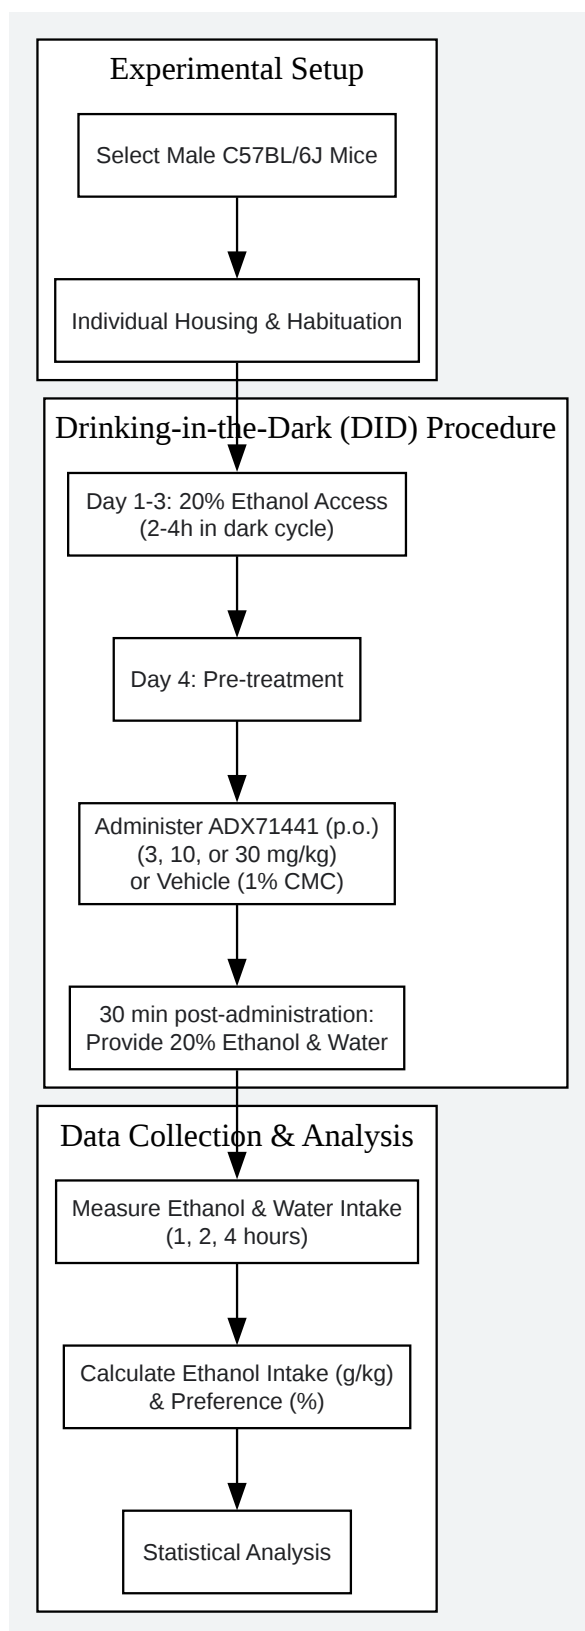 Experimental Setup
Select Male C57BL/6J Mice
Individual Housing & Habituation
Drinking-in-the-Dark (DID) Procedure
Day 1-3: 20% Ethanol Access
(2-4h in dark cycle)
Day 4: Pre-treatment
Administer ADX71441 (p.o.)
(3, 10, or 30 mg/kg)
or Vehicle (1% CMC)
30 min post-administration:
Provide 20% Ethanol & Water
Data Collection & Analysis
Measure Ethanol & Water Intake
(1, 2, 4 hours)
Calculate Ethanol Intake (g/kg)
& Preference (%)
Statistical Analysis